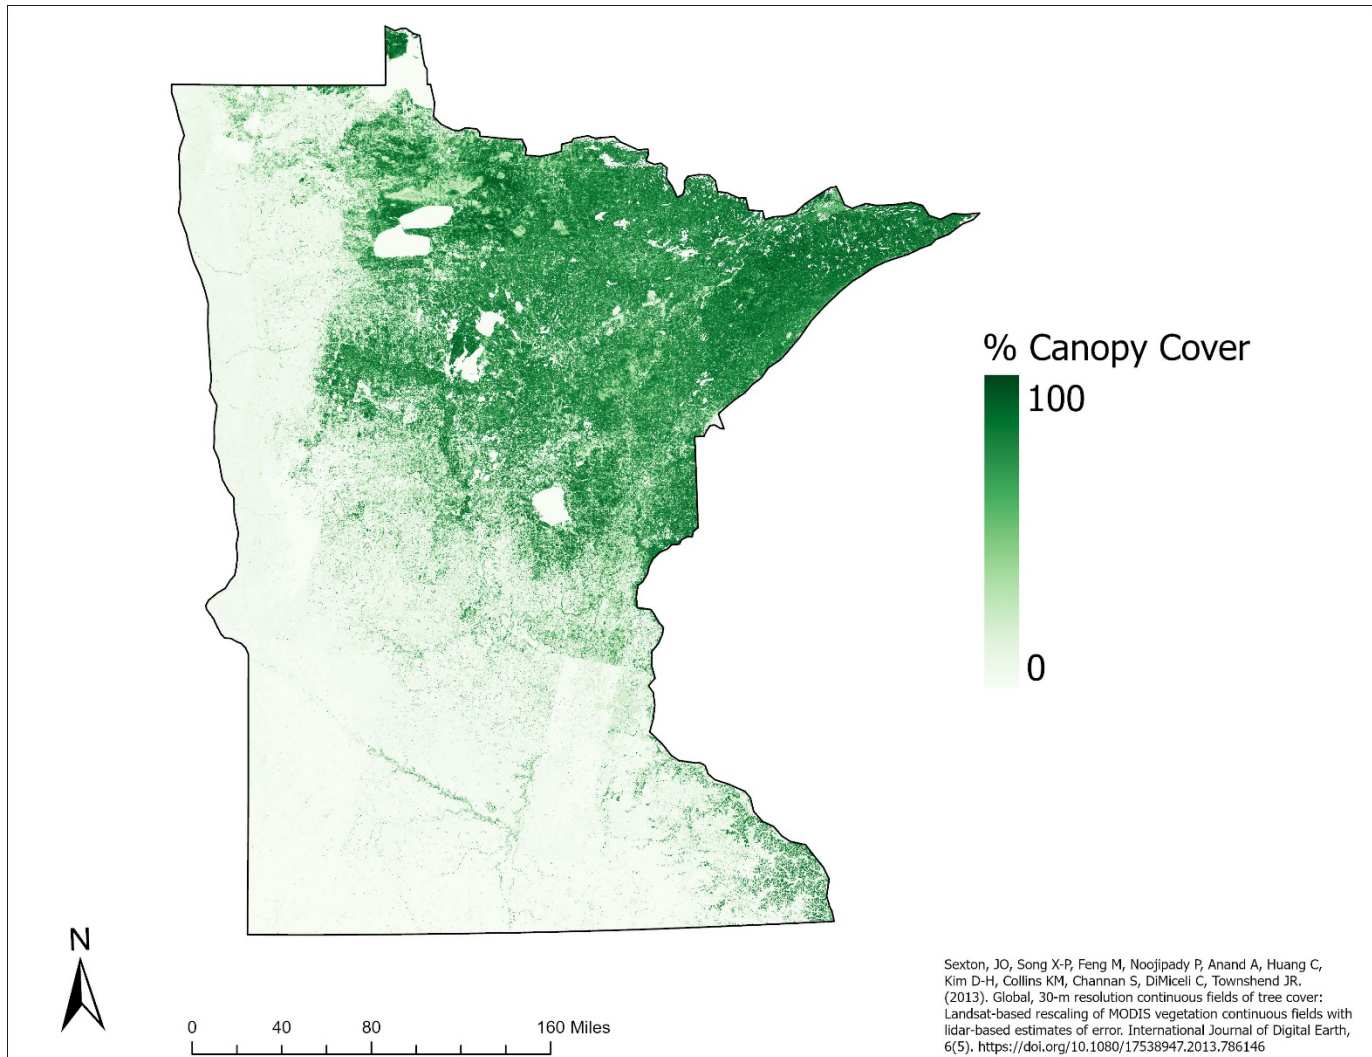 % Canopy Cover
100
0
N
0 40 80 160 Miles
Sexton, JO, Song X-P, Feng M, Noojipady P, Anand A, Huang C,
Kim D-H, Collins KM, Channan S, DiMiceli C, Townshend JR.
(2013). Global, 30-m resolution continuous fields of tree cover:
Landsat-based rescaling of MODIS vegetation continuous fields with
lidar-based estimates of error. International Journal of Digital Earth,
6(5). https://doi.org/10.1080/17538947.2013.786146